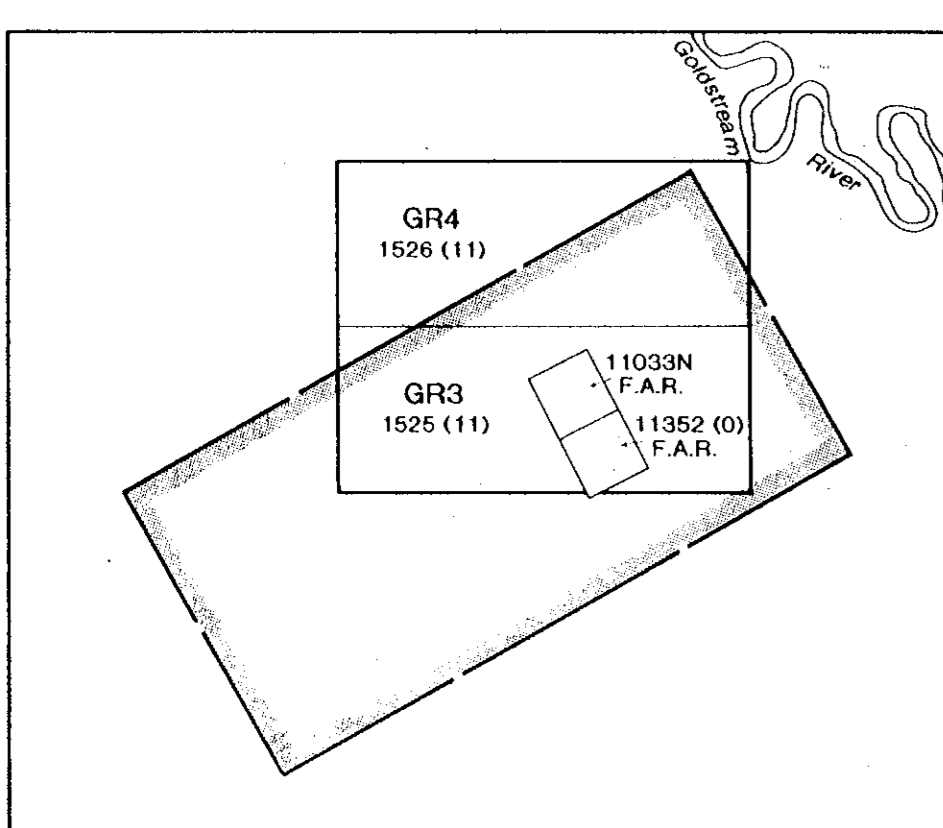 Goldstream
River
GR4
1526 (11)
GR3
1525 (11)
11033N
F.A.R.
11352 (0)
F.A.R.